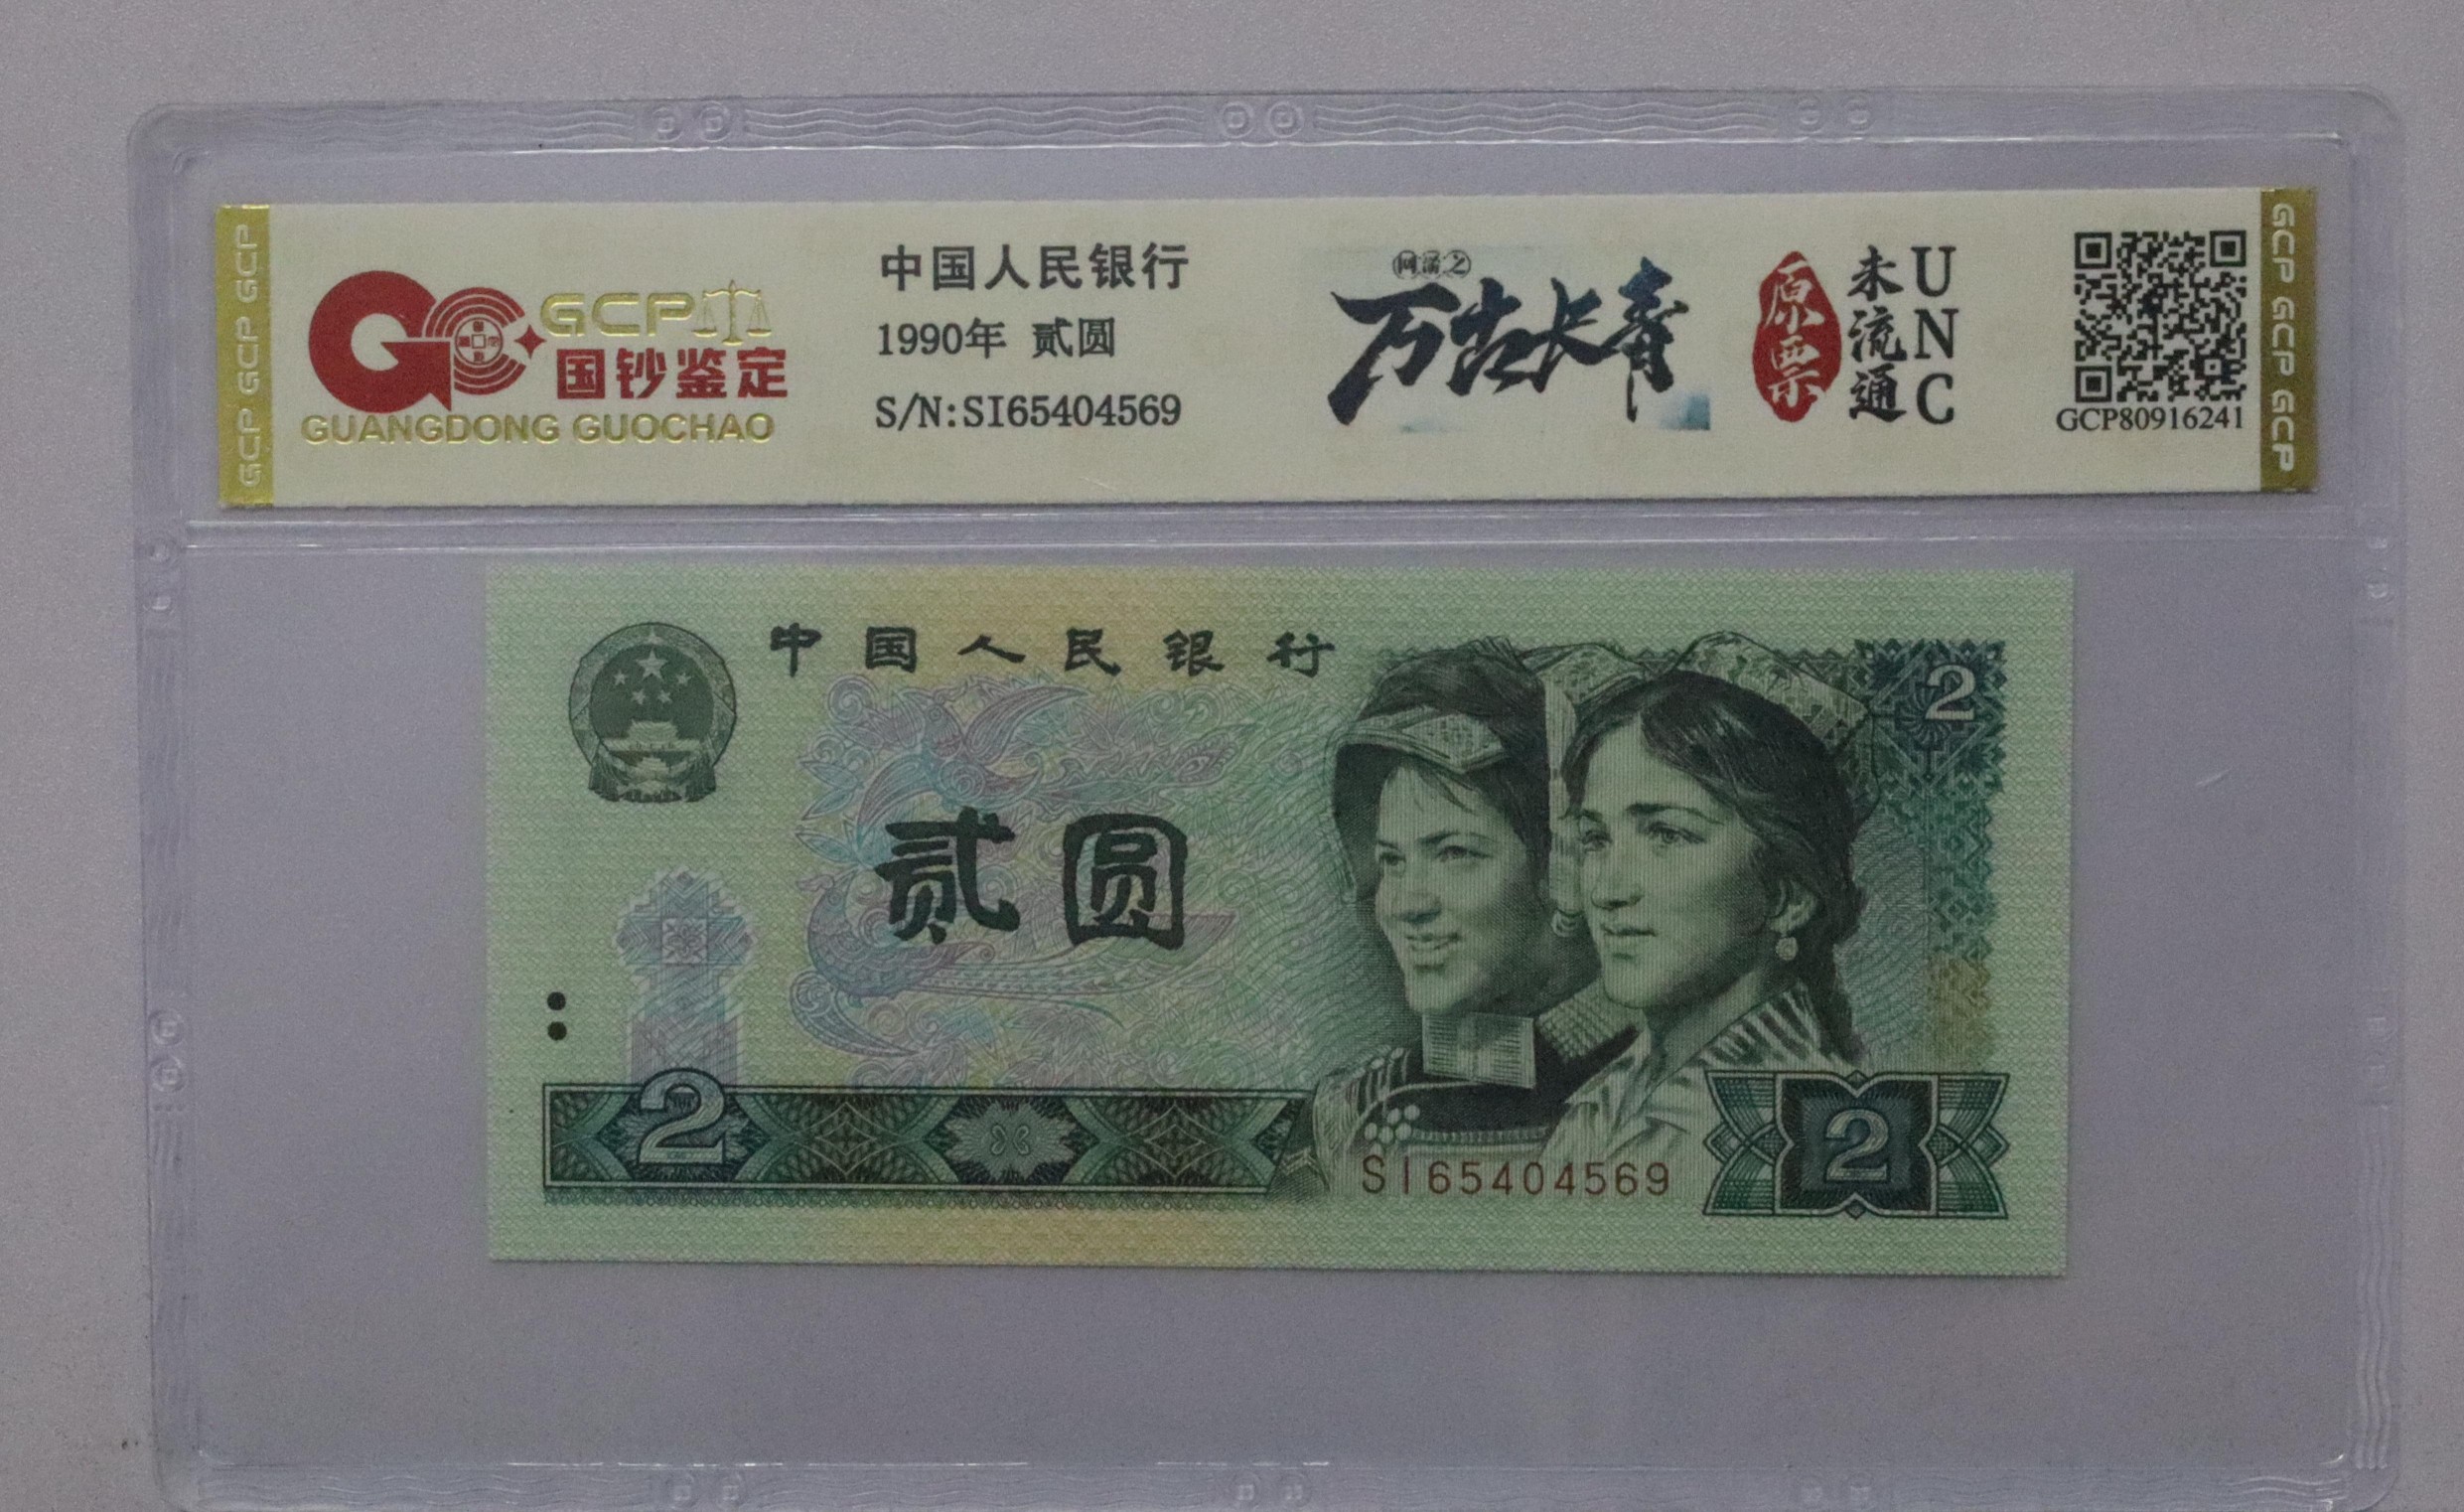 GCP GCP GCP
GCP
国钞鉴定
GUANGDONG GUOCHAO
中国人民银行
1990年 贰圆
S/N:SI65404569
万古长青
原票
未流通
UNC
GCP80916241
GCP GCP GCP
中国人民银行
2
贰圆
2
SI65404569
2